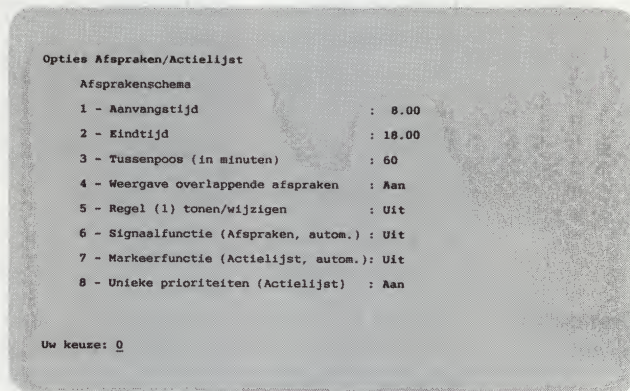 Opties Afspraken/Actielijst
Afsprakenschema
1 - Aanvangstijd : 8.00
2 - Eindtijd : 18.00
3 - Tussenpoos (in minuten) : 60
4 - Weergave overlappende afspraken : Aan
5 - Regel (1) tonen/wijzigen : Uit
6 - Signaalfunctie (Afspraken, autom.) : Uit
7 - Markeerfunctie (Actielijst, autom.): Uit
8 - Unieke prioriteiten (Actielijst) : Aan
Uw keuze: 0